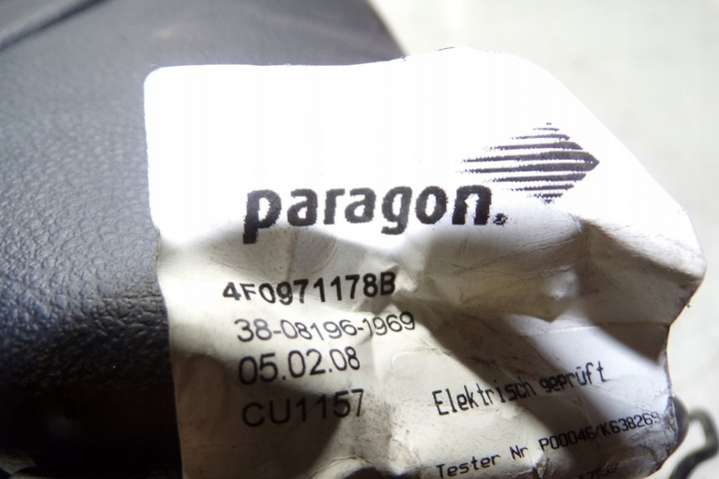 paragon.
4F0971178B
38-08196-1969
05.02.08
CU1157
Elektrisch geprüft
Tester Nr P00046/K638269